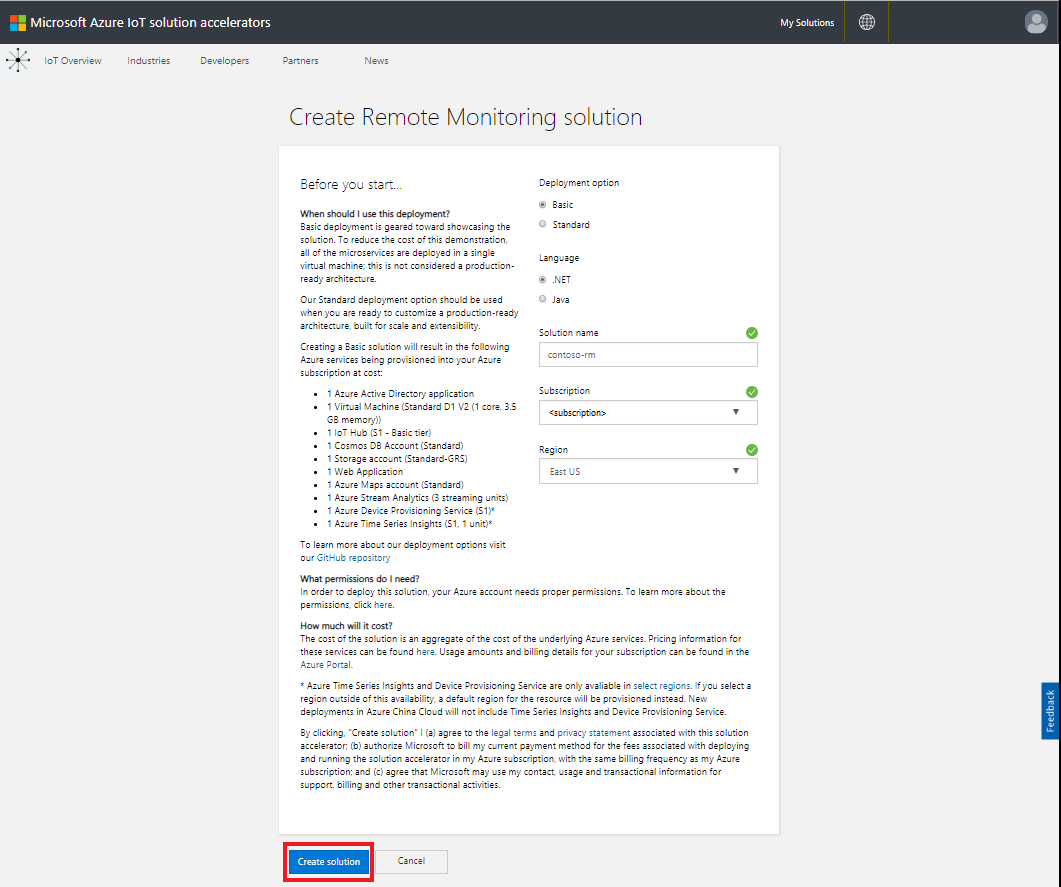 Microsoft Azure IoT solution accelerators
My Solutions
IoT Overview
Industries
Developers
Partners
News
Create Remote Monitoring solution
Before you start...
When should I use this deployment?
Basic deployment is geared toward showcasing the
solution. To reduce the cost of this demonstration,
all of the microservices are deployed in a single
virtual machine; this is not considered a production-
ready architecture.
Our Standard deployment option should be used
when you are ready to customize a production-ready
architecture, built for scale and extensibility.
Creating a Basic solution will result in the following
Azure services being provisioned into your Azure
subscription at cost:
• 1 Azure Active Directory application
• 1 Virtual Machine (Standard D1 V2 (1 core, 3.5
GB memory))
• 1 IoT Hub (S1 - Basic tier)
• 1 Cosmos DB Account (Standard)
• 1 Storage account (Standard-GRS)
• 1 Web Application
• 1 Azure Maps account (Standard)
• 1 Azure Stream Analytics (3 streaming units)
• 1 Azure Device Provisioning Service (S1)*
• 1 Azure Time Series Insights (S1, 1 unit)*
To learn more about our deployment options visit
our GitHub repository
Deployment option
Basic
Standard
Language
.NET
Java
Solution name
contoso-rm
Subscription
<subscription>
Region
East US
What permissions do I need?
In order to deploy this solution, your Azure account needs proper permissions. To learn more about the
permissions, click here.
How much will it cost?
The cost of the solution is an aggregate of the cost of the underlying Azure services. Pricing information for
these services can be found here. Usage amounts and billing details for your subscription can be found in the
Azure Portal.
* Azure Time Series Insights and Device Provisioning Service are only avaliable in select regions. If you select a
region outside of this availability, a default region for the resource will be provisioned instead. New
deployments in Azure China Cloud will not include Time Series Insights and Device Provisioning Service.
By clicking, "Create solution" I (a) agree to the legal terms and privacy statement associated with this solution
accelerator; (b) authorize Microsoft to bill my current payment method for the fees associated with deploying
and running the solution accelerator in my Azure subscription, with the same billing frequency as my Azure
subscription; and (c) agree that Microsoft may use my contact, usage and transactional information for
support, billing and other transactional activities.
Feedback
Create solution
Cancel